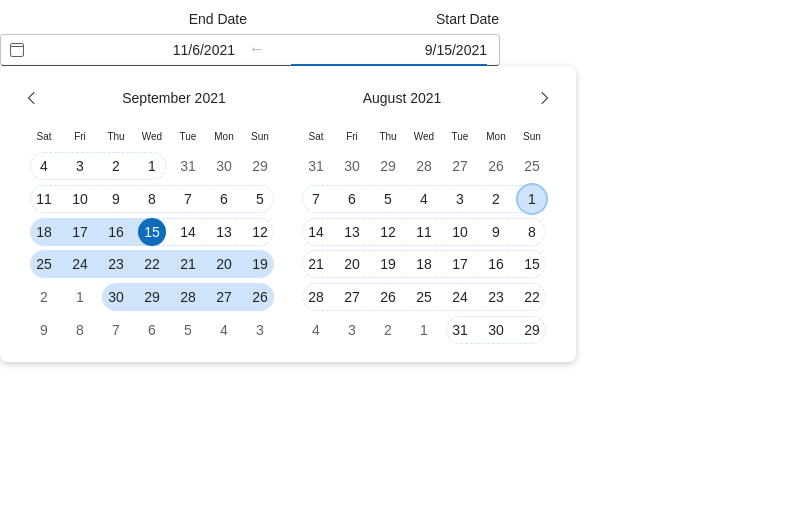 End Date Start Date
11/6/2021 ← 9/15/2021
September 2021 August 2021
Sat Fri Thu Wed Tue Mon Sun Sat Fri Thu Wed Tue Mon Sun
4 3 2 1 31 30 29 31 30 29 28 27 26 25
11 10 9 8 7 6 5 7 6 5 4 3 2 1
18 17 16 15 14 13 12 14 13 12 11 10 9 8
25 24 23 22 21 20 19 21 20 19 18 17 16 15
2 1 30 29 28 27 26 28 27 26 25 24 23 22
9 8 7 6 5 4 3 4 3 2 1 31 30 29